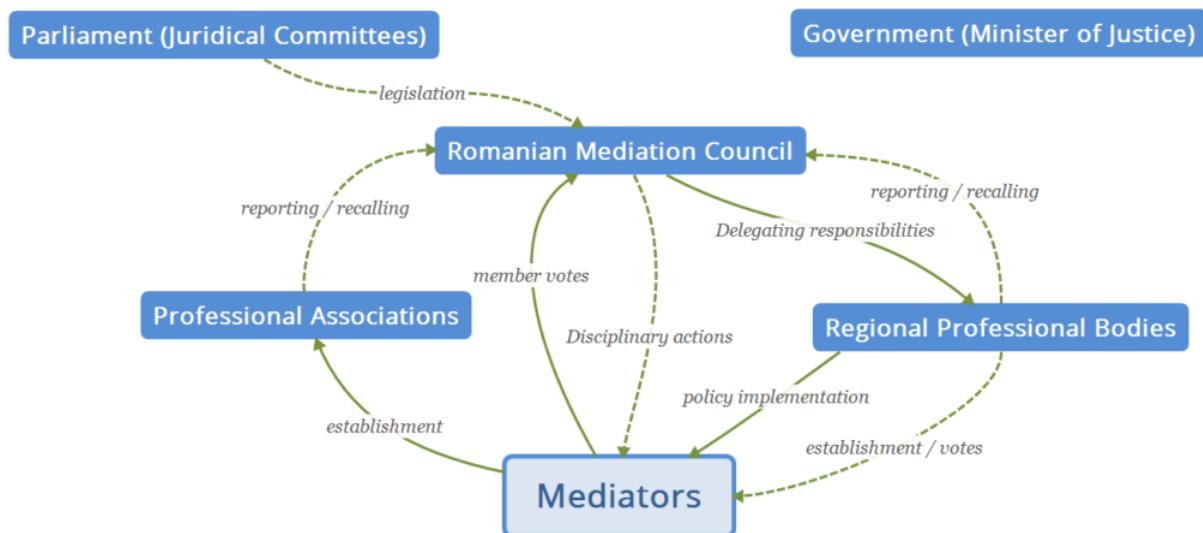 Parliament (Juridical Committees)
Government (Minister of Justice)
legislation
Romanian Mediation Council
reporting / recalling
reporting / recalling
Delegating responsibilities
member votes
Professional Associations
Regional Professional Bodies
Disciplinary actions
policy implementation
establishment
establishment / votes
Mediators